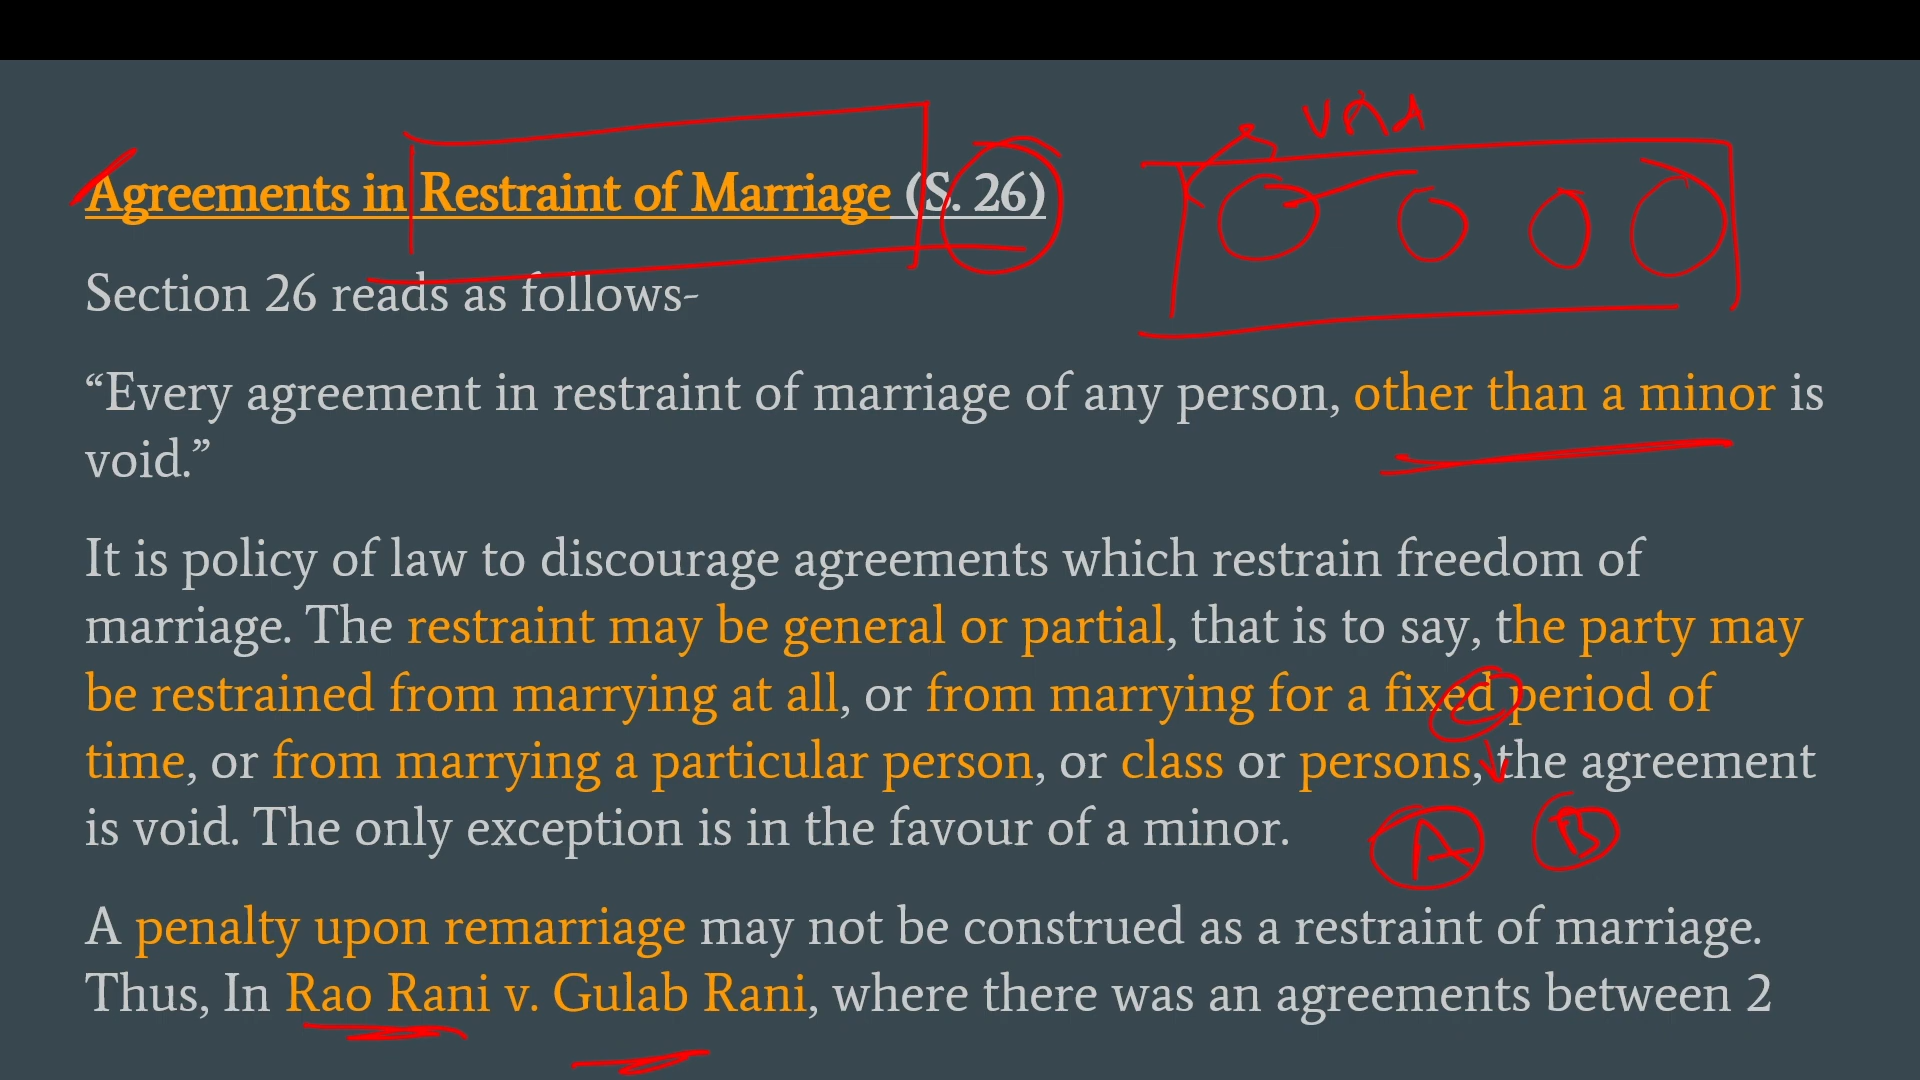 Agreements in Restraint of Marriage (S. 26)
Section 26 reads as follows-
“Every agreement in restraint of marriage of any person, other than a minor is
void.”
It is policy of law to discourage agreements which restrain freedom of
marriage. The restraint may be general or partial, that is to say, the party may
be restrained from marrying at all, or from marrying for a fixed period of
time, or from marrying a particular person, or class or persons, the agreement
is void. The only exception is in the favour of a minor.
A B
A penalty upon remarriage may not be construed as a restraint of marriage.
Thus, In Rao Rani v. Gulab Rani, where there was an agreements between 2